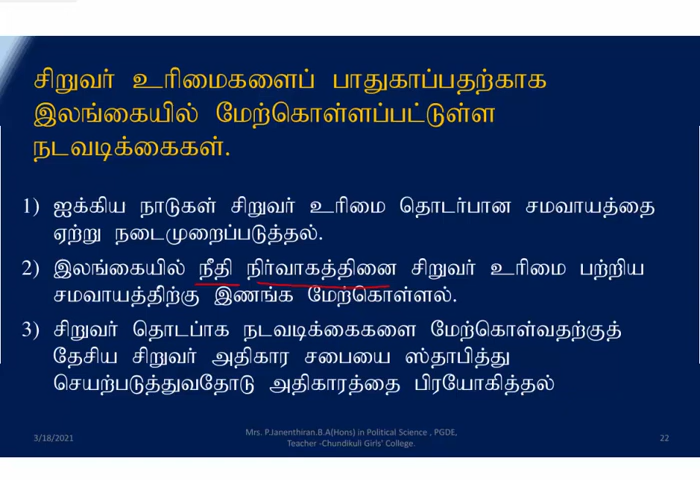 சிறுவர் உரிமைகளைப் பாதுகாப்பதற்காக
இலங்கையில் மேற்கொள்ளப்பட்டுள்ள
நடவடிக்கைகள்.
1) ஐக்கிய நாடுகள் சிறுவர் உரிமை தொடர்பான சமவாயத்தை
ஏற்று நடைமுறைப்படுத்தல்.
2) இலங்கையில் நீதி நிர்வாகத்தினை சிறுவர் உரிமை பற்றிய
சமவாயத்திற்கு இணங்க மேற்கொள்ளல்.
3) சிறுவர் தொடபாக நடவடிக்கைகளை மேற்கொள்வதற்குத்
தேசிய சிறுவர் அதிகார சபையை ஸ்தாபித்து
செயற்படுத்துவதோடு அதிகாரத்தை பிரயோகித்தல்
3/18/2021
Mrs. P.Janenthiran.B.A(Hons) in Political Science , PGDE,
Teacher -Chundikuli Girls' College.
22